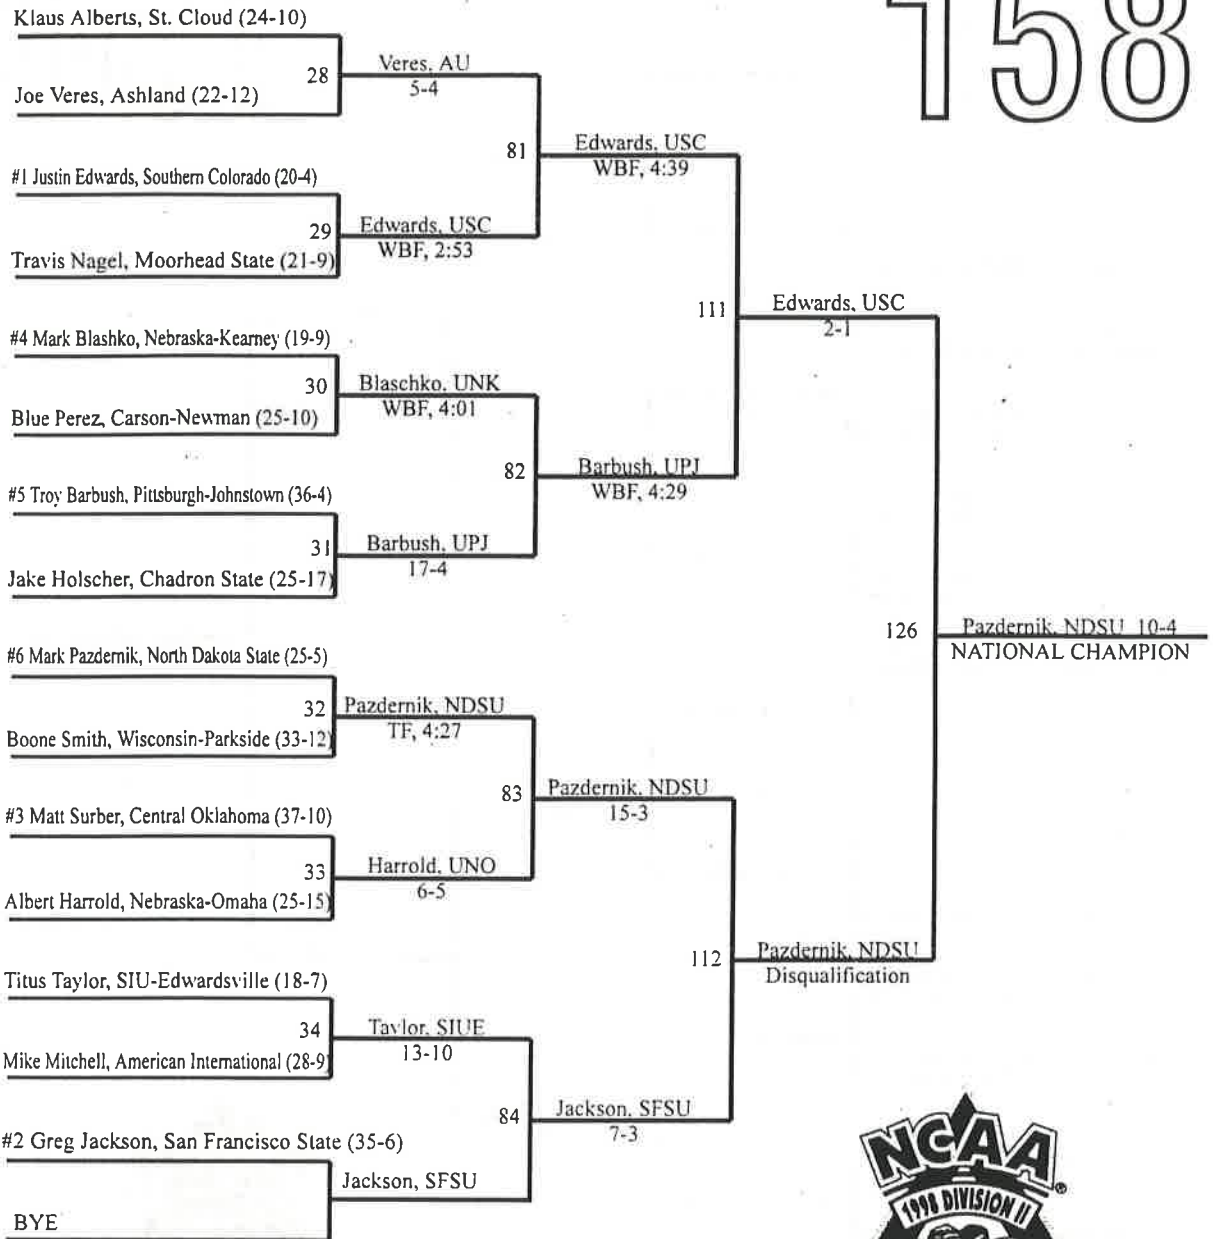 158
Klaus Alberts, St. Cloud (24-10)
28
Joe Veres, Ashland (22-12)
Veres, AU
5-4
81
#1 Justin Edwards, Southern Colorado (20-4)
29
Travis Nagel, Moorhead State (21-9)
Edwards, USC
WBF, 2:53
Edwards, USC
WBF, 4:39
111
#4 Mark Blashko, Nebraska-Kearney (19-9)
30
Blue Perez, Carson-Newman (25-10)
Blaschko, UNK
WBF, 4:01
82
#5 Troy Barbush, Pittsburgh-Johnstown (36-4)
31
Jake Holscher, Chadron State (25-17)
Barbush, UPJ
17-4
Barbush, UPJ
WBF, 4:29
Edwards, USC
2-1
126
Pazdernik, NDSU 10-4
NATIONAL CHAMPION
#6 Mark Pazdernik, North Dakota State (25-5)
32
Boone Smith, Wisconsin-Parkside (33-12)
Pazdernik, NDSU
TF, 4:27
83
#3 Matt Surber, Central Oklahoma (37-10)
33
Albert Harrold, Nebraska-Omaha (25-15)
Harrold, UNO
6-5
Pazdernik, NDSU
15-3
112
Pazdernik, NDSU
Disqualification
Titus Taylor, SIU-Edwardsville (18-7)
34
Mike Mitchell, American International (28-9)
Taylor, SIUE
13-10
84
#2 Greg Jackson, San Francisco State (35-6)
Jackson, SFSU
BYE
Jackson, SFSU
7-3
NCAA
®
1998 DIVISION II